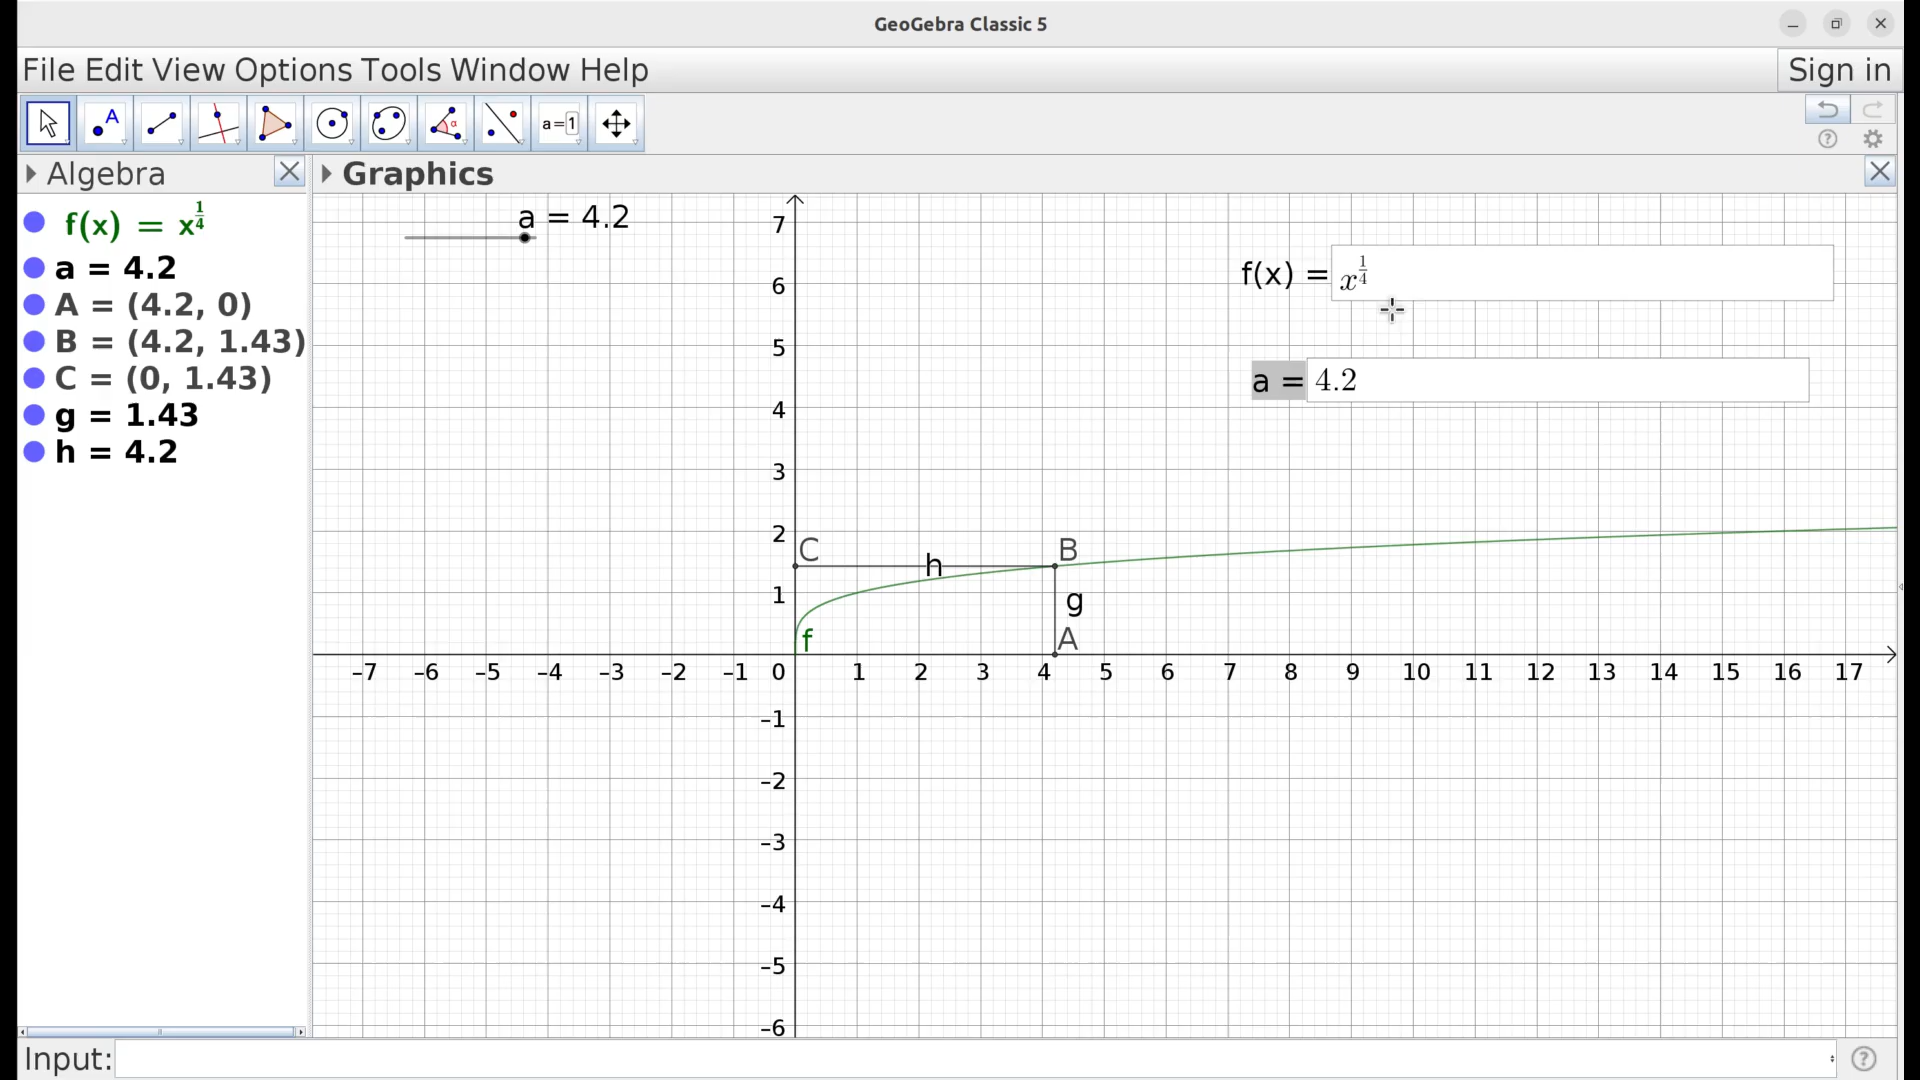 GeoGebra Classic 5
File Edit View Options Tools Window Help
Sign in
A
α
a=1
Algebra
Graphics
f(x) = x^{1/4}
a = 4.2
A = (4.2, 0)
B = (4.2, 1.43)
C = (0, 1.43)
g = 1.43
h = 4.2
a = 4.2
f(x) = x^{1/4}
a = 4.2
7
6
5
4
3
2
1
C
h
B
g
f
A
–7 –6 –5 –4 –3 –2 –1 0 1 2 3 4 5 6 7 8 9 10 11 12 13 14 15 16 17
–1
–2
–3
–4
–5
–6
Input: